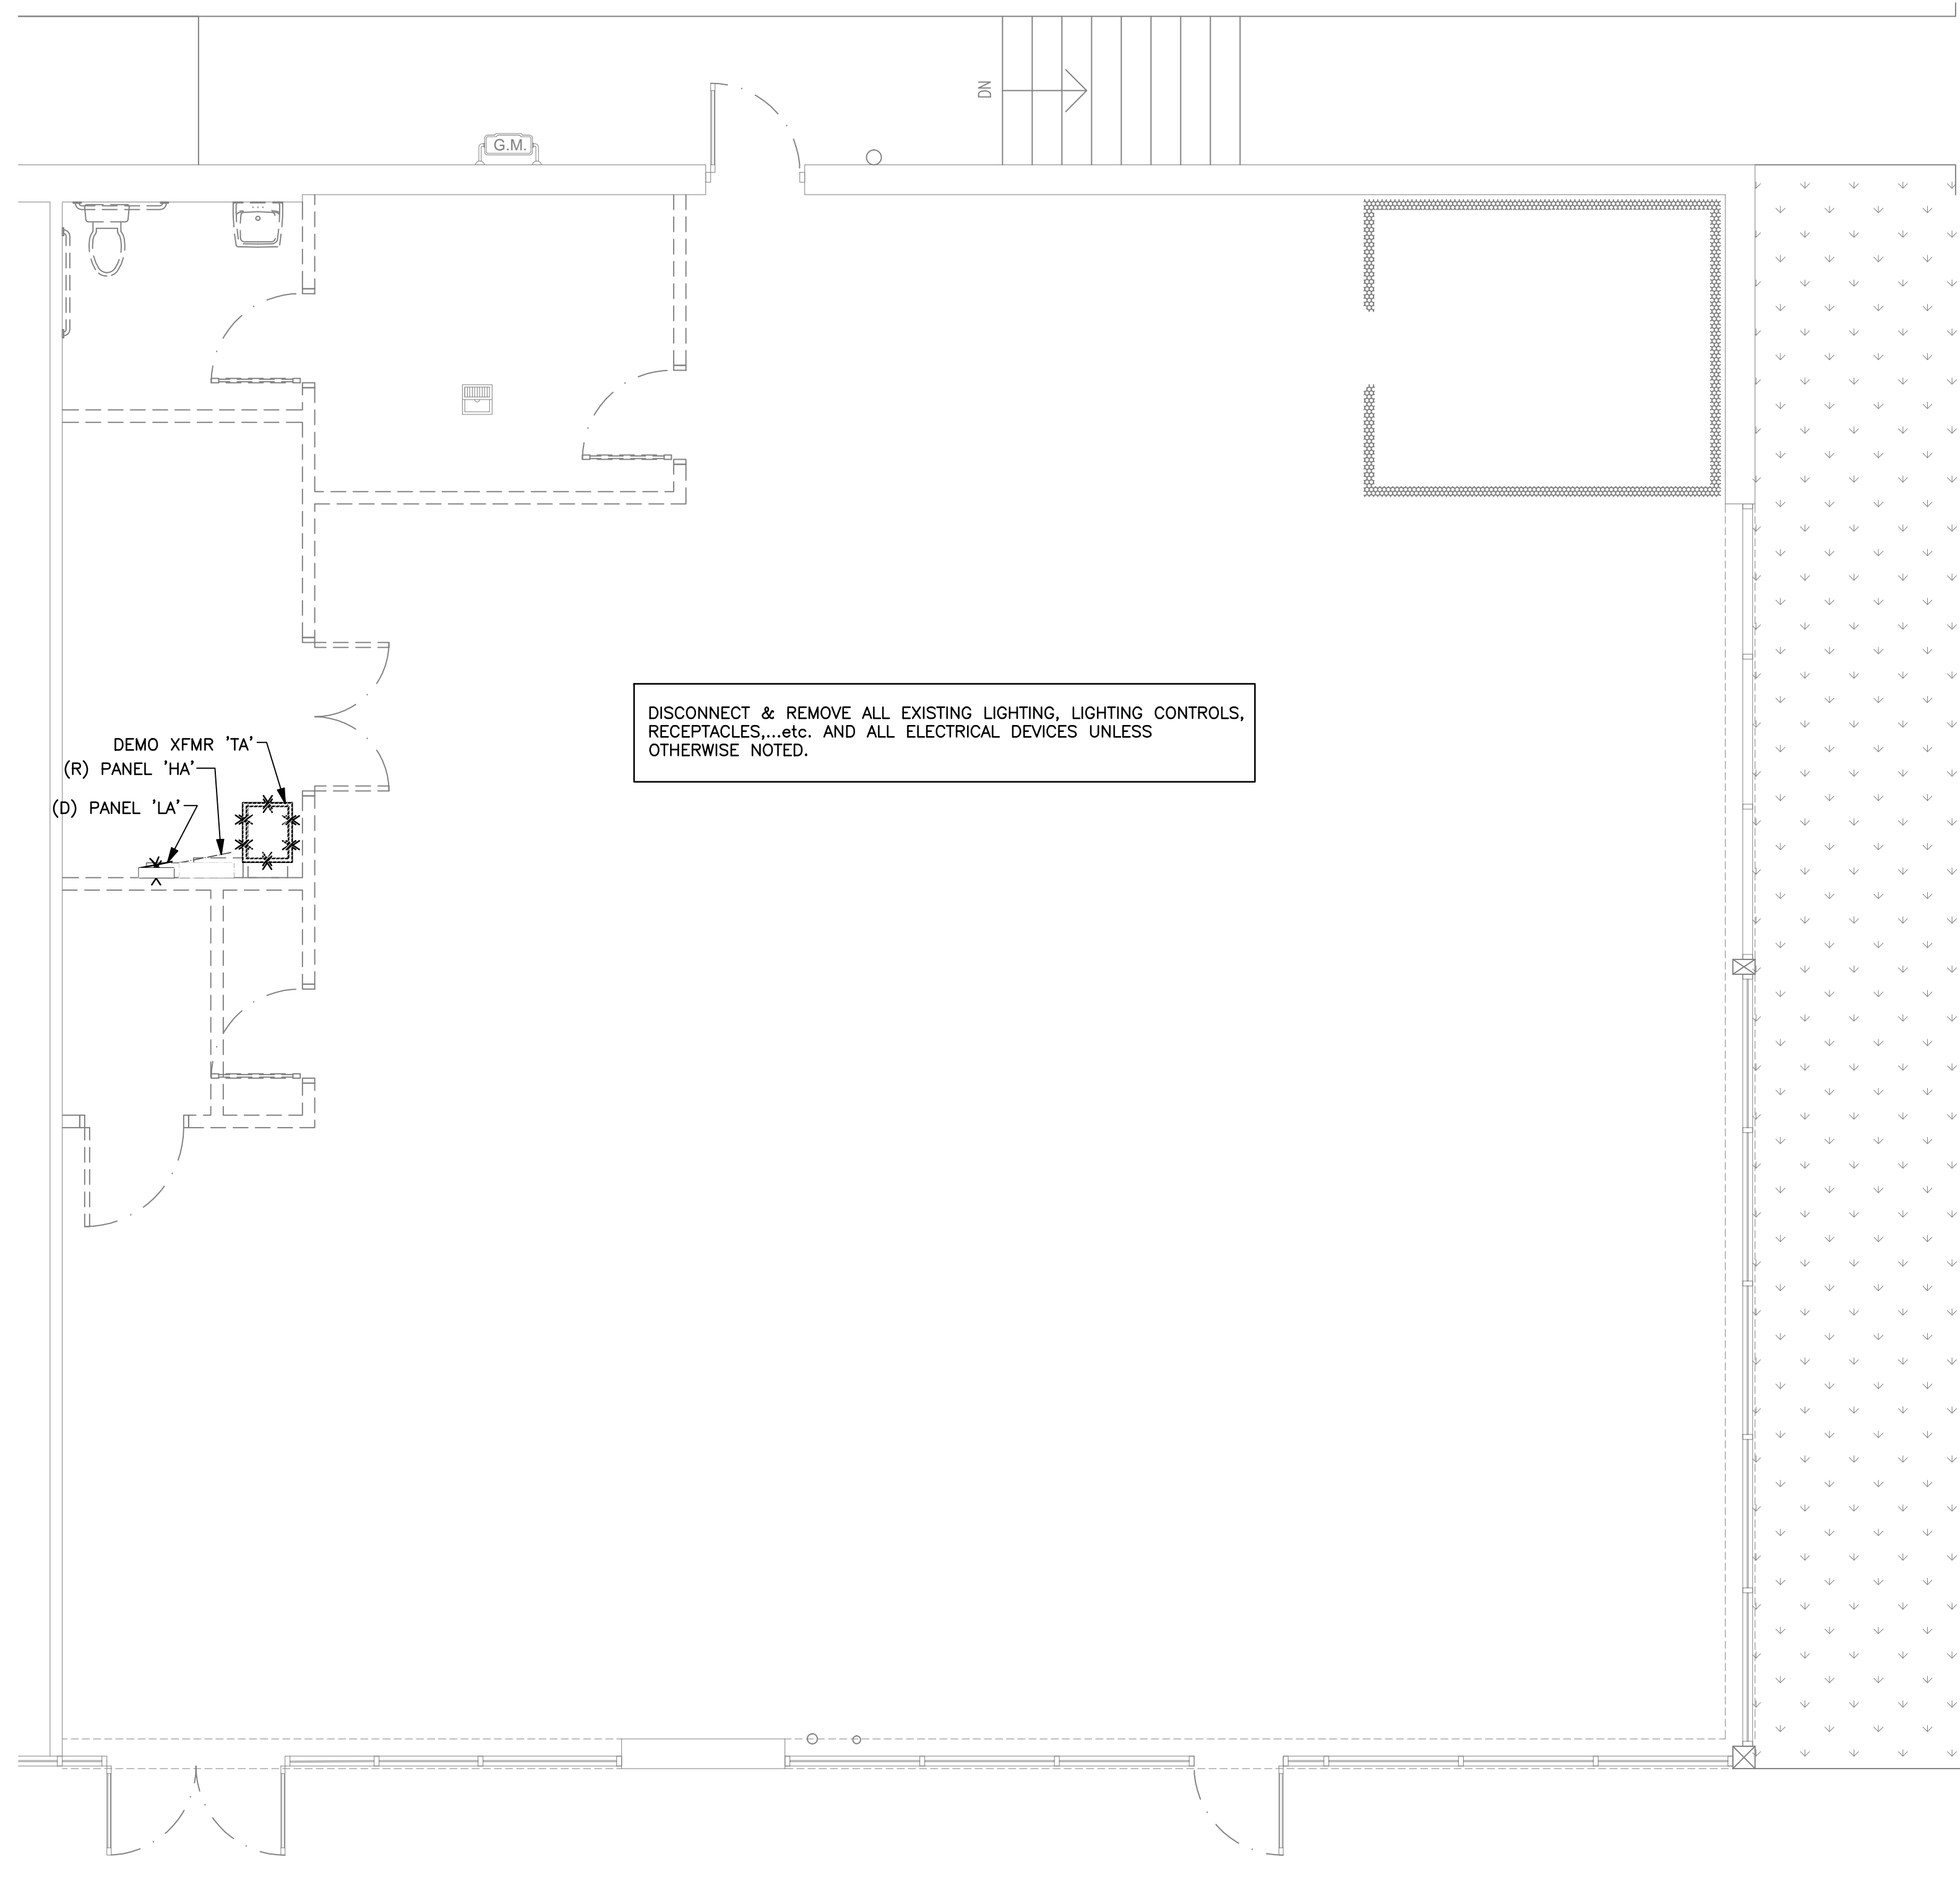 DN
G.M.
DISCONNECT & REMOVE ALL EXISTING LIGHTING, LIGHTING CONTROLS,
RECEPTACLES,...etc. AND ALL ELECTRICAL DEVICES UNLESS
OTHERWISE NOTED.
DEMO XFMR 'TA'
(R) PANEL 'HA'
(D) PANEL 'LA'